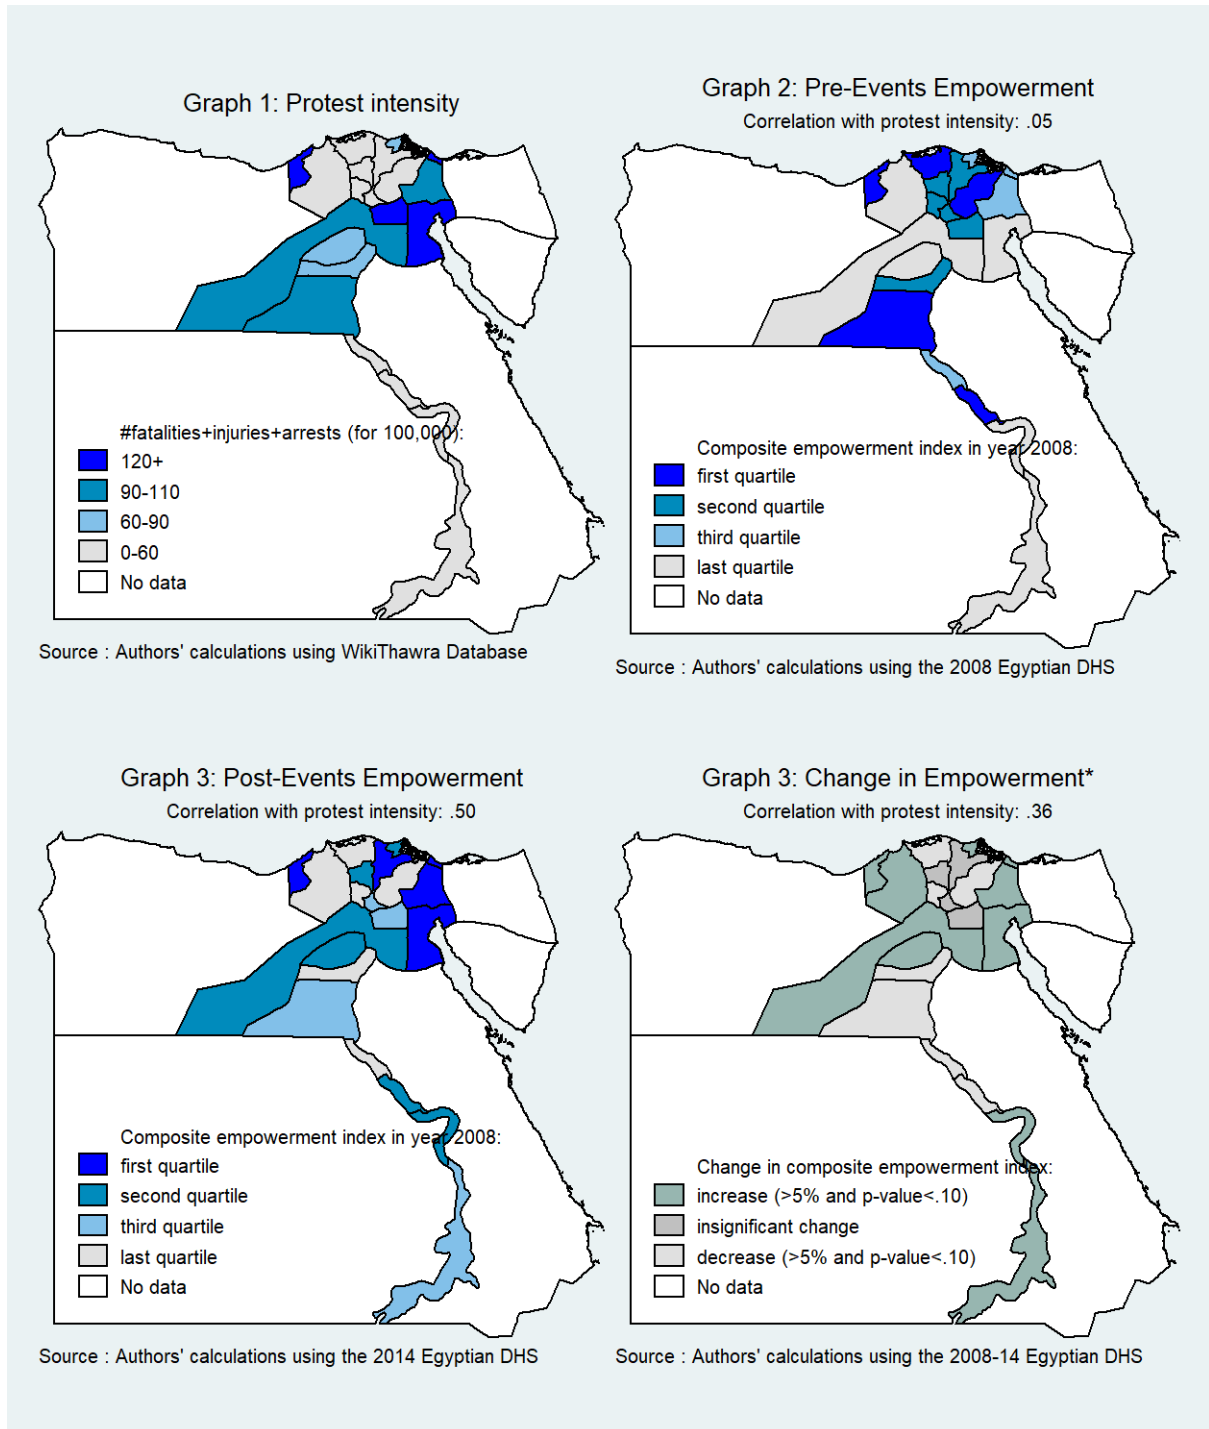 Graph 1: Protest intensity
#fatalities+injuries+arrests (for 100,000):
120+
90-110
60-90
0-60
No data
Source : Authors' calculations using WikiThawra Database
Graph 2: Pre-Events Empowerment
Correlation with protest intensity: .05
Composite empowerment index in year 2008:
first quartile
second quartile
third quartile
last quartile
No data
Source : Authors' calculations using the 2008 Egyptian DHS
Graph 3: Post-Events Empowerment
Correlation with protest intensity: .50
Composite empowerment index in year 2008:
first quartile
second quartile
third quartile
last quartile
No data
Source : Authors' calculations using the 2014 Egyptian DHS
Graph 3: Change in Empowerment*
Correlation with protest intensity: .36
Change in composite empowerment index:
increase (>5% and p-value<.10)
insignificant change
decrease (>5% and p-value<.10)
No data
Source : Authors' calculations using the 2008-14 Egyptian DHS